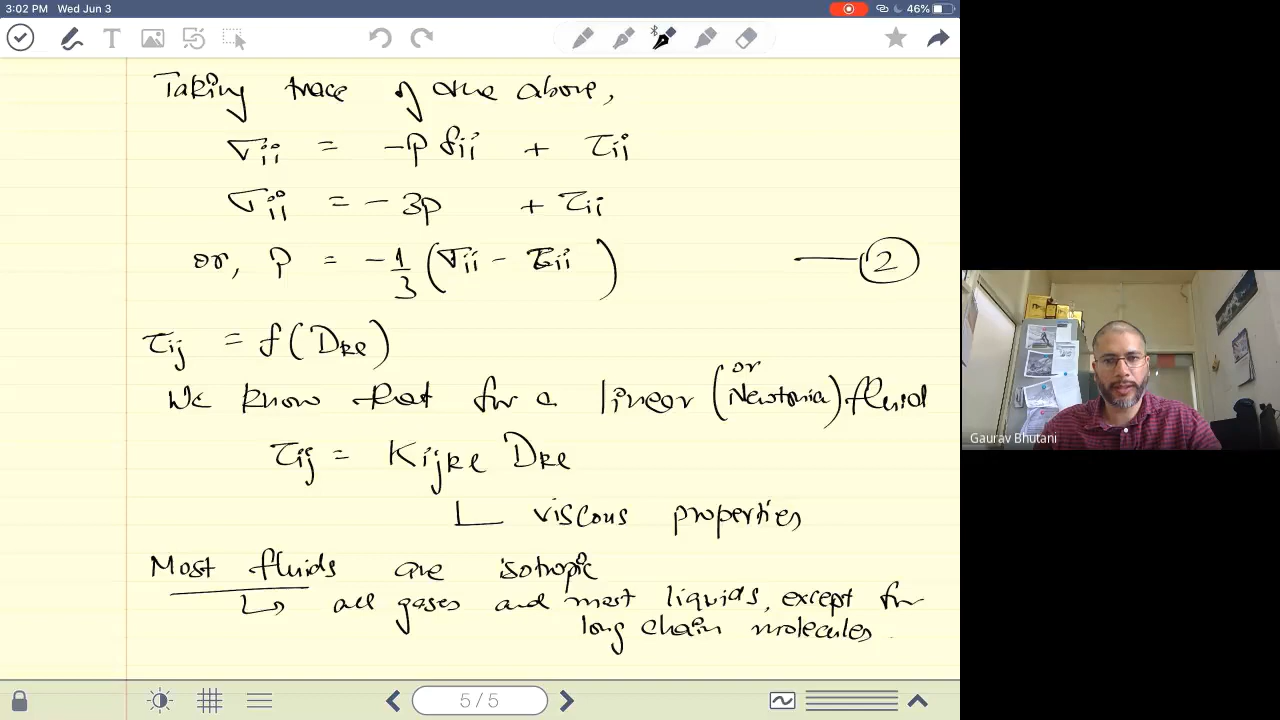 3:02 PM Wed Jun 3
46%
Taking trace of the above,
σii = -p δii + τii
σii = - 3p + τii
or, p = -1/3 (σii - τii) — 2
τij = f(Dkl)
We know that for a linear (or Newtonia) fluid
τij = Kijkl Dkl
viscous properties
Most fluids are isotropic
↳ all gases and most liquids, except for
long chain molecules.
5 / 5
Gaurav Bhutani